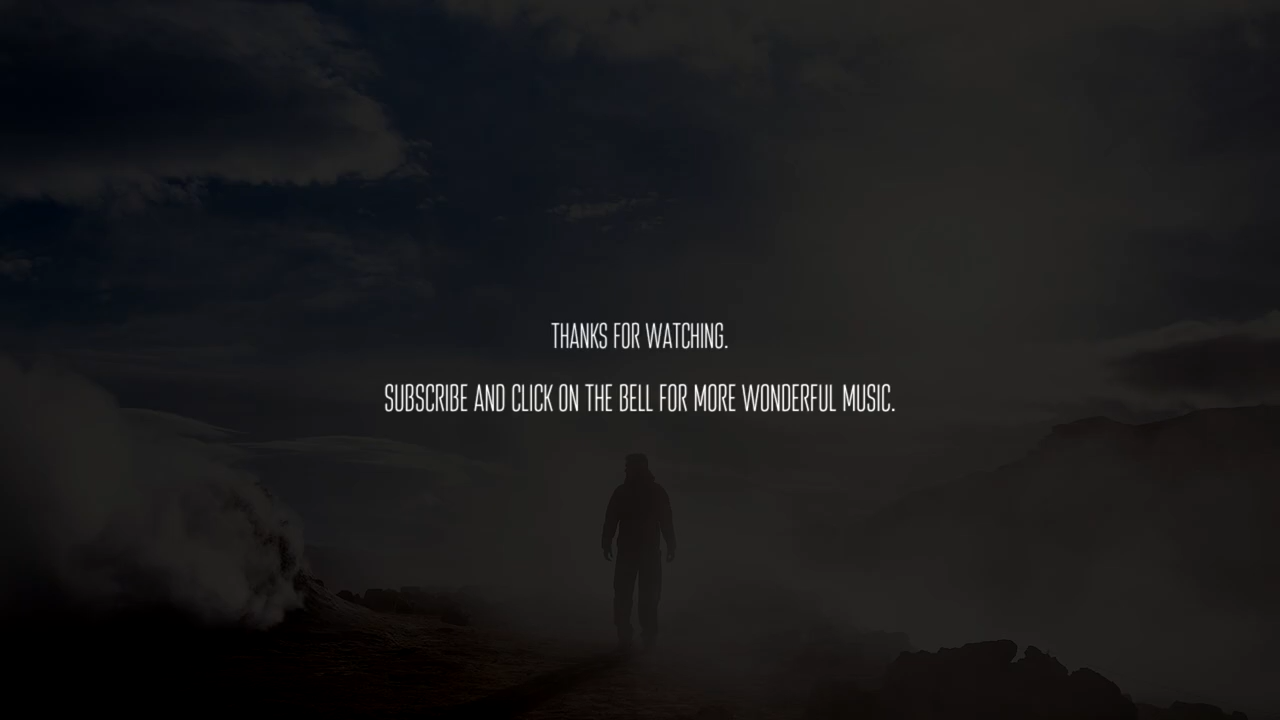 THANKS FOR WATCHING.
SUBSCRIBE AND CLICK ON THE BELL FOR MORE WONDERFUL MUSIC.